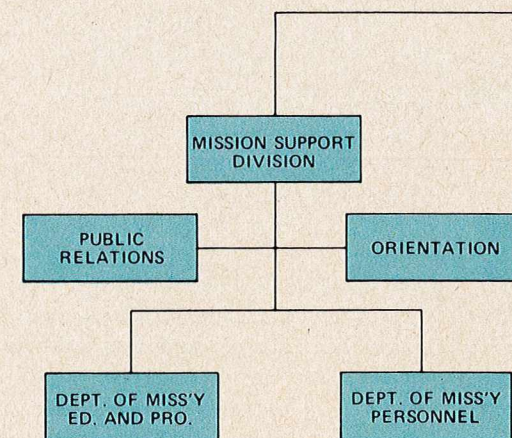 MISSION SUPPORT
DIVISION
PUBLIC
RELATIONS
ORIENTATION
DEPT. OF MISS'Y
ED. AND PRO.
DEPT. OF MISS'Y
PERSONNEL